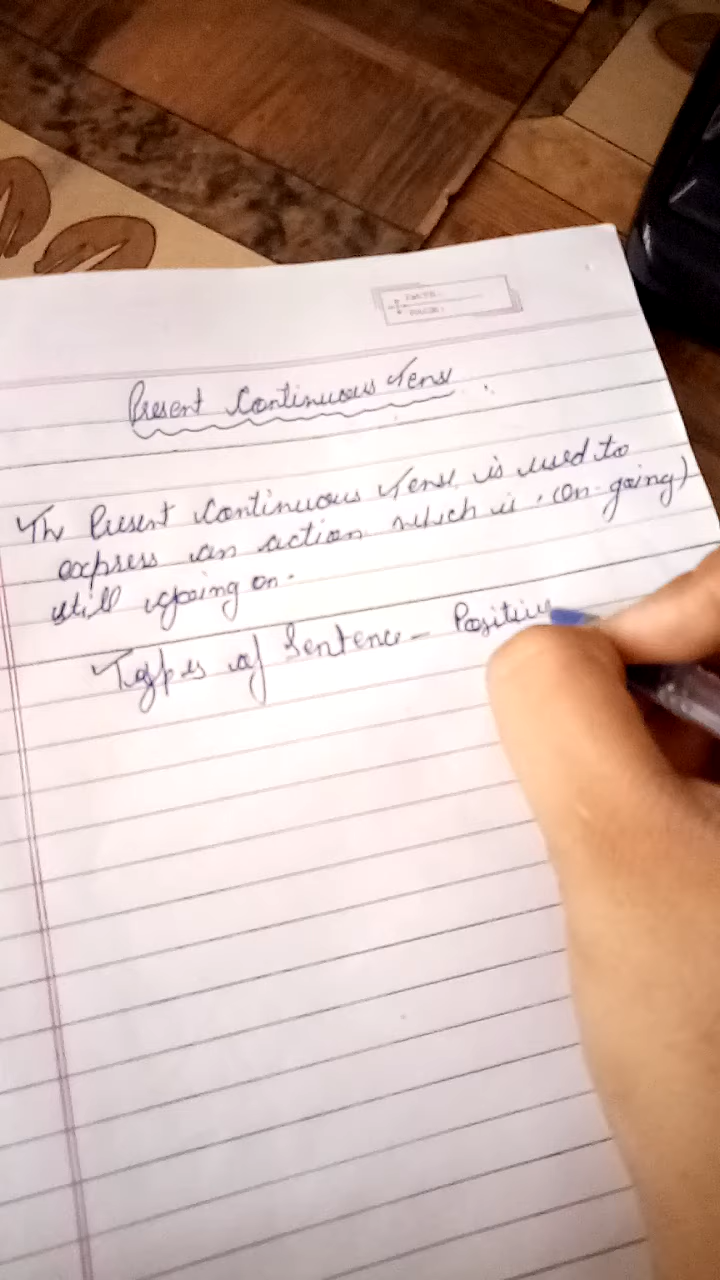 Present Continuous Tense
The Present Continuous Tense is used to
express an action which is (on-going)
still going on.
Types of Sentence - Positive